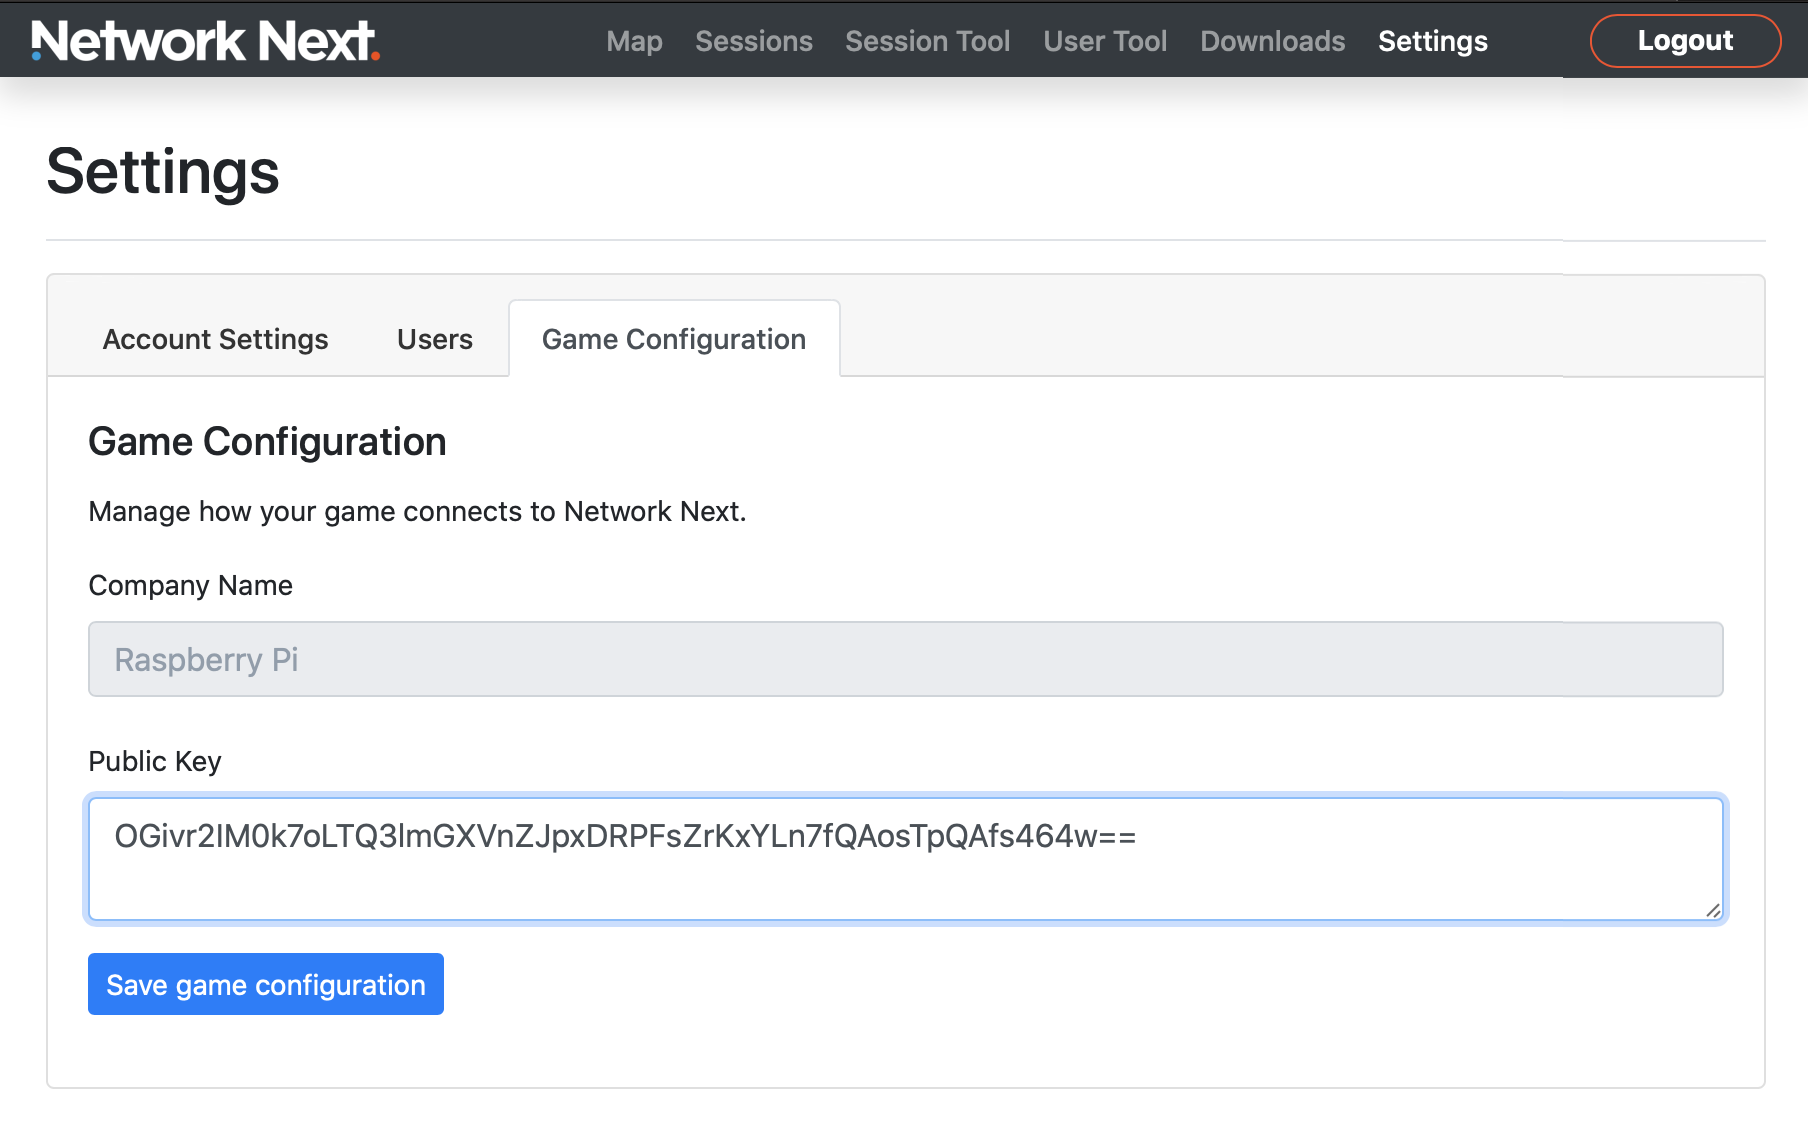 Network Next.
Map Sessions Session Tool User Tool Downloads Settings Logout
Settings
Account Settings Users Game Configuration
Game Configuration
Manage how your game connects to Network Next.
Company Name
Raspberry Pi
Public Key
OGivr2IM0k7oLTQ3lmGXVnZJpxDRPFsZrKxYLn7fQAosTpQAfs464w==
Save game configuration